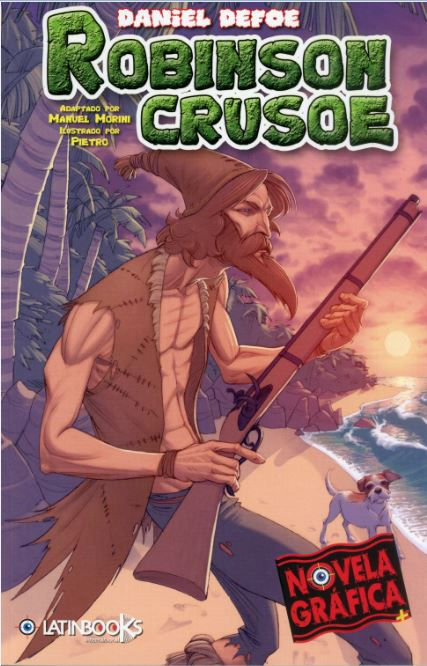 DANIEL DEFOE
ROBINSON
CRUSOE
ADAPTADO POR
MANUEL MORINI
ILUSTRADO POR
PIETRO
NOVELA
GRÁFICA
LATINBOOKS